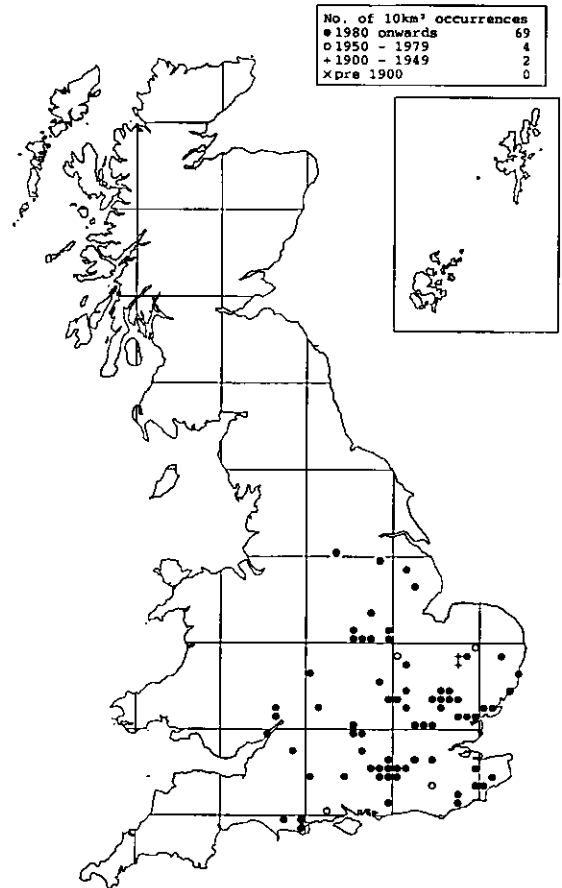 No. of 10km² occurrences
● 1980 onwards 69
○ 1950 - 1979 4
+ 1900 - 1949 2
× pre 1900 0